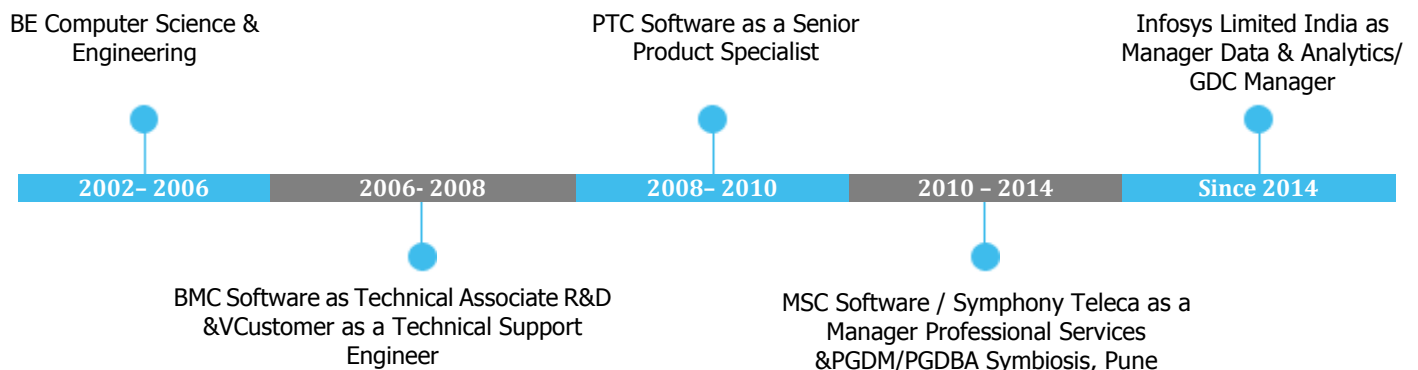 BE Computer Science &
Engineering
PTC Software as a Senior
Product Specialist
Infosys Limited India as
Manager Data & Analytics/
GDC Manager
2002– 2006
2006- 2008
2008– 2010
2010 – 2014
Since 2014
BMC Software as Technical Associate R&D
&VCustomer as a Technical Support
Engineer
MSC Software / Symphony Teleca as a
Manager Professional Services
&PGDM/PGDBA Symbiosis, Pune